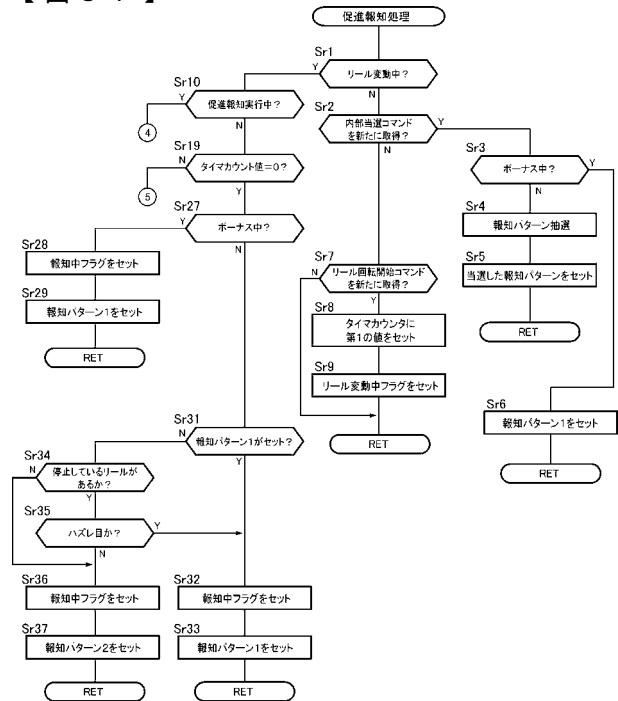 促進報知処理
Sr1
リール変動中?
Y
N
Sr10
促進報知実行中?
Y
N
4
Sr19
タイマカウント値=0?
N
Y
5
Sr27
ボーナス中?
Y
N
Sr28
報知中フラグをセット
Sr29
報知パターン1をセット
RET
Sr2
内部当選コマンド
を新たに取得?
Y
N
Sr3
ボーナス中?
Y
N
Sr4
報知パターン抽選
Sr5
当選した報知パターンをセット
RET
Sr6
報知パターン1をセット
RET
Sr7
リール回転開始コマンド
を新たに取得?
N
Y
Sr8
タイマカウンタに
第1の値をセット
Sr9
リール変動中フラグをセット
RET
Sr31
報知パターン1がセット?
N
Y
Sr34
停止しているリールが
あるか?
N
Y
Sr35
ハズレ目か?
Y
N
Sr36
報知中フラグをセット
Sr37
報知パターン2をセット
RET
Sr32
報知中フラグをセット
Sr33
報知パターン1をセット
RET